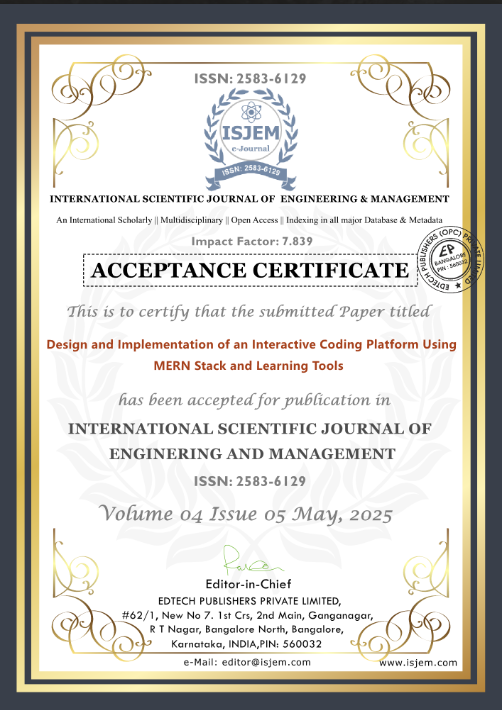 ISSN: 2583-6129
ISJEM
e-Journal
ISSN: 2583-6129
INTERNATIONAL SCIENTIFIC JOURNAL OF ENGINEERING & MANAGEMENT
An International Scholarly || Multidisciplinary || Open Access || Indexing in all major Database & Metadata
Impact Factor: 7.839
ACCEPTANCE CERTIFICATE
EDTECH PUBLISHERS (OPC) PRIVATE LIMITED
EP
BANGALORE
PIN : 560032
This is to certify that the submitted Paper titled
Design and Implementation of an Interactive Coding Platform Using
MERN Stack and Learning Tools
has been accepted for publication in
INTERNATIONAL SCIENTIFIC JOURNAL OF
ENGINERING AND MANAGEMENT
ISSN: 2583-6129
Volume 04 Issue 05 May, 2025
Editor-in-Chief
EDTECH PUBLISHERS PRIVATE LIMITED,
#62/1, New No 7. 1st Crs, 2nd Main, Ganganagar,
R T Nagar, Bangalore North, Bangalore,
Karnataka, INDIA,PIN: 560032
e-Mail: editor@isjem.com
www.isjem.com